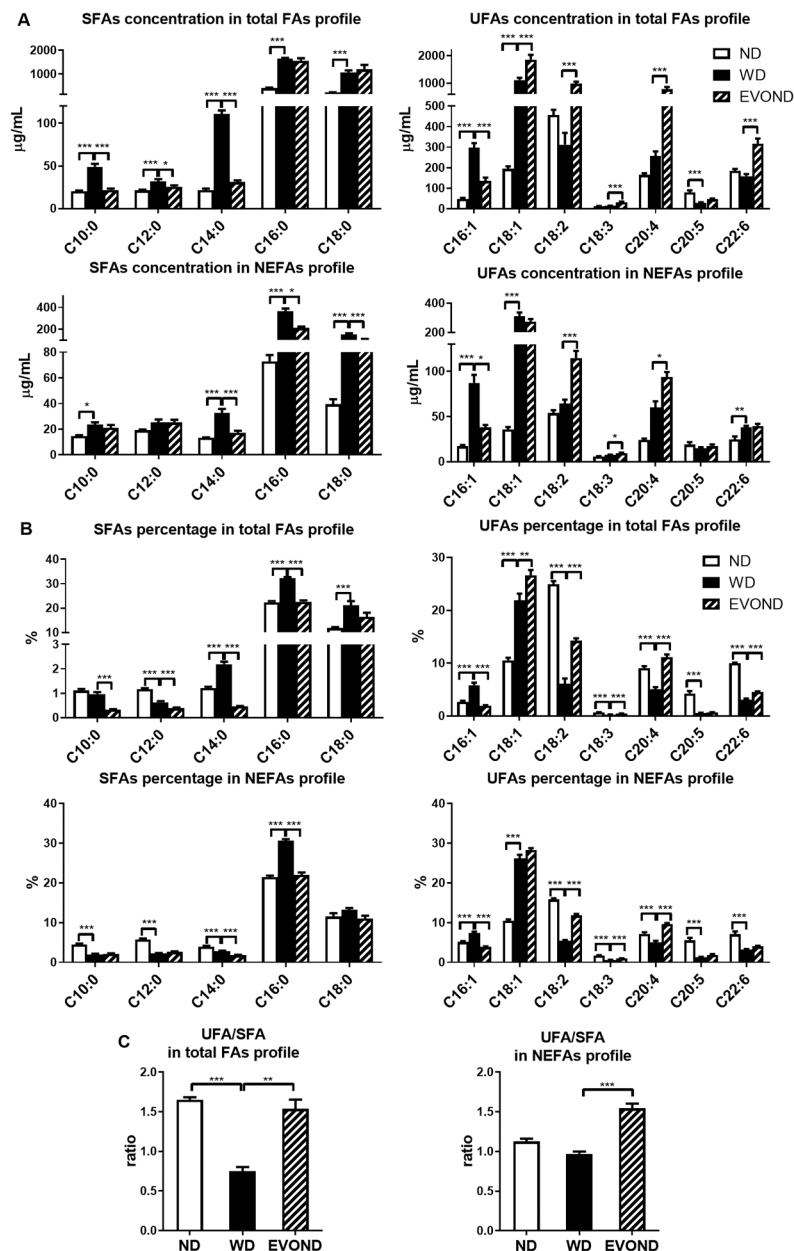 A
SFAs concentration in total FAs profile
2000
1000
100
50
0
µg/mL
*** *** *** * *** *** *** ***
C10:0 C12:0 C14:0 C16:0 C18:0
UFAs concentration in total FAs profile
2000
1000
500
400
300
200
100
0
µg/mL
*** *** *** *** *** *** *** *** ***
C16:1 C18:1 C18:2 C18:3 C20:4 C20:5 C22:6
ND
WD
EVOND
SFAs concentration in NEFAs profile
400
200
80
60
40
20
0
µg/mL
* *** *** *** * *** ***
C10:0 C12:0 C14:0 C16:0 C18:0
UFAs concentration in NEFAs profile
400
200
100
50
0
µg/mL
*** * *** *** * * **
C16:1 C18:1 C18:2 C18:3 C20:4 C20:5 C22:6
B
SFAs percentage in total FAs profile
40
30
20
10
3
2
1
0
%
*** *** *** *** *** *** *** ***
C10:0 C12:0 C14:0 C16:0 C18:0
UFAs percentage in total FAs profile
30
20
10
0
%
*** *** *** ** *** *** *** *** *** *** *** *** ***
C16:1 C18:1 C18:2 C18:3 C20:4 C20:5 C22:6
ND
WD
EVOND
SFAs percentage in NEFAs profile
40
30
20
10
0
%
*** *** *** *** *** ***
C10:0 C12:0 C14:0 C16:0 C18:0
UFAs percentage in NEFAs profile
40
30
20
10
0
%
*** *** *** *** *** *** *** *** *** *** ***
C16:1 C18:1 C18:2 C18:3 C20:4 C20:5 C22:6
C
UFA/SFA
in total FAs profile
2.0
1.5
1.0
0.5
0.0
ratio
*** **
ND WD EVOND
UFA/SFA
in NEFAs profile
2.0
1.5
1.0
0.5
0.0
ratio
***
ND WD EVOND